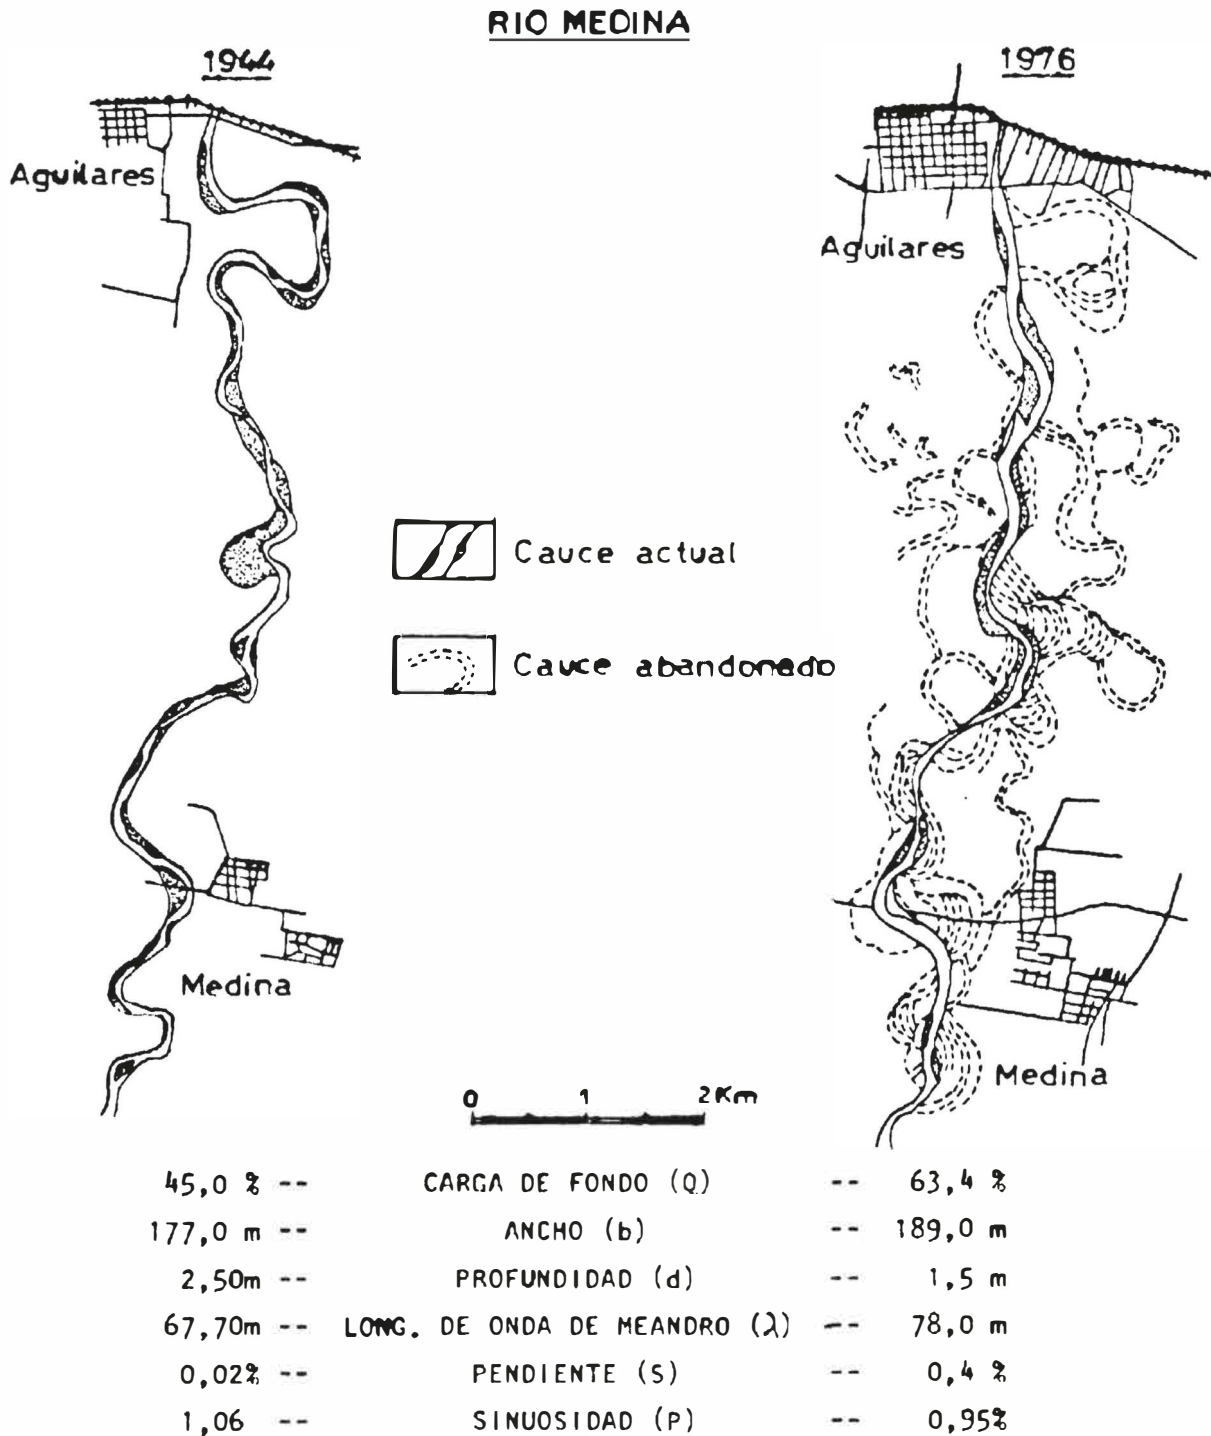 RIO MEDINA
1944
1976
Aguilares
Aguilares
Cauce actual
Cauce abandonado
Medina
Medina
0 1 2Km
45,0 % -- CARGA DE FONDO (Q) -- 63,4 %
177,0 m -- ANCHO (b) -- 189,0 m
2,50m -- PROFUNDIDAD (d) -- 1,5 m
67,70m -- LONG. DE ONDA DE MEANDRO (λ) -- 78,0 m
0,02% -- PENDIENTE (S) -- 0,4 %
1,06 -- SINUOSIDAD (P) -- 0,95%